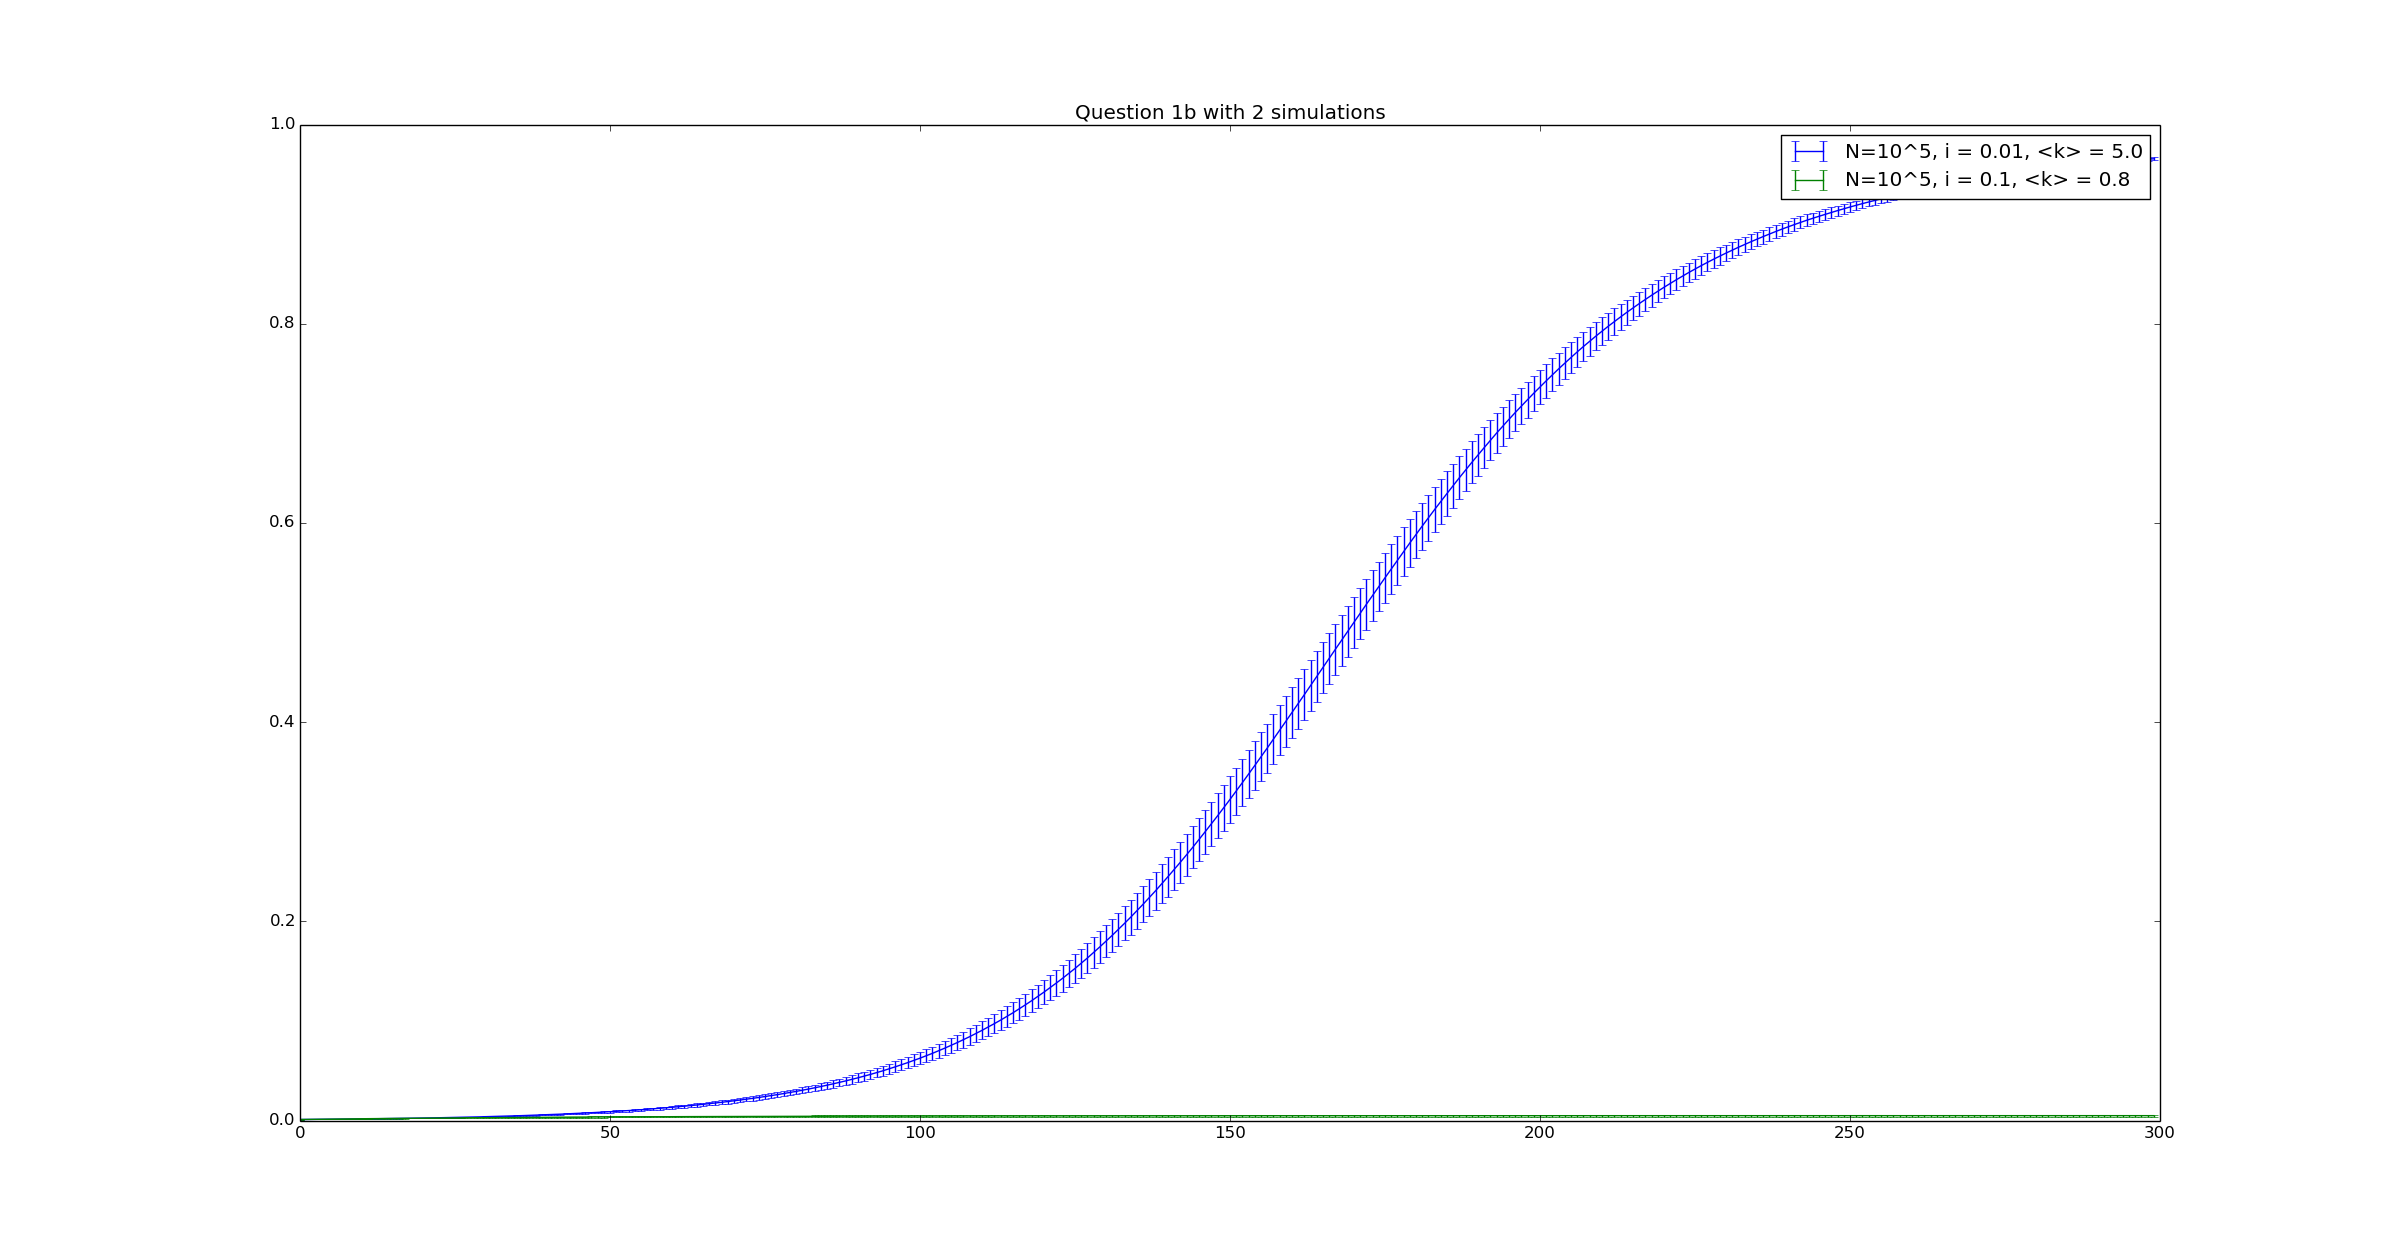 Question 1b with 2 simulations
1.0
N=10^5, i = 0.01, <k> = 5.0
N=10^5, i = 0.1, <k> = 0.8
0.8
0.6
0.4
0.2
0.0
0 50 100 150 200 250 300